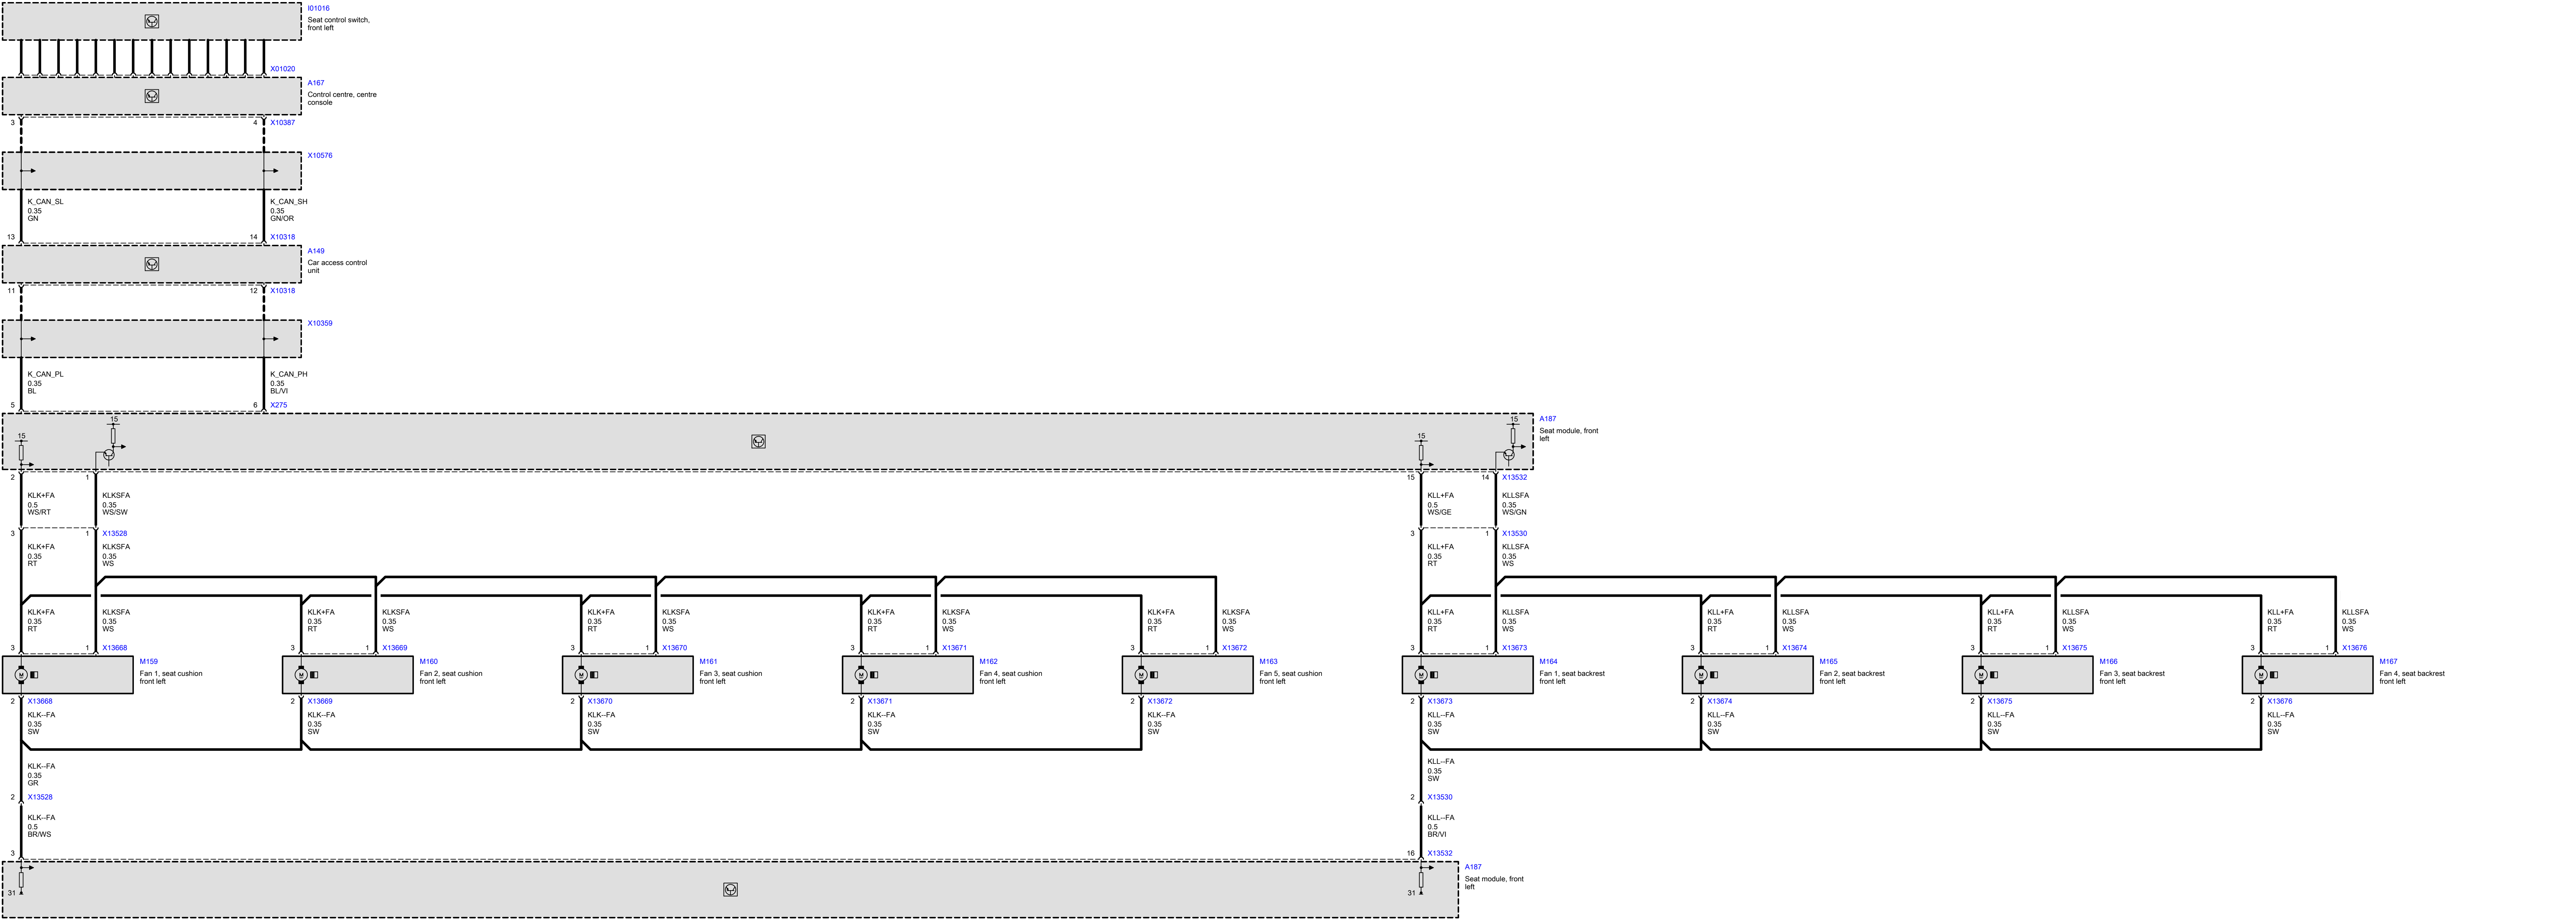 I01016
Seat control switch,
front left
X01020
A167
Control centre, centre
console
3 4 X10387
X10576
K_CAN_SL K_CAN_SH
0.35 0.35
GN GN/OR
13 14 X10318
A149
Car access control
unit
11 12 X10318
X10359
K_CAN_PL K_CAN_PH
0.35 0.35
BL BL/VI
5 6 X275
15 15 A187
15 15 Seat module, front
left
2 1 15 14 X13532
KLK+FA KLKSFA KLL+FA KLLSFA
0.5 0.35 0.5 0.35
WS/RT WS/SW WS/GE WS/GN
3 1 X13528 3 1 X13530
KLK+FA KLKSFA KLL+FA KLLSFA
0.35 0.35 0.35 0.35
RT WS RT WS
KLK+FA KLKSFA KLK+FA KLKSFA KLK+FA KLKSFA KLK+FA KLKSFA KLK+FA KLKSFA KLL+FA KLLSFA KLL+FA KLLSFA KLL+FA KLLSFA KLL+FA KLLSFA
0.35 0.35 0.35 0.35 0.35 0.35 0.35 0.35 0.35 0.35 0.35 0.35 0.35 0.35 0.35 0.35 0.35 0.35
RT WS RT WS RT WS RT WS RT WS RT WS RT WS RT WS RT WS
3 1 X13668 3 1 X13669 3 1 X13670 3 1 X13671 3 1 X13672 3 1 X13673 3 1 X13674 3 1 X13675 3 1 X13676
M159 M160 M161 M162 M163 M164 M165 M166 M167
M Fan 1, seat cushion M Fan 2, seat cushion M Fan 3, seat cushion M Fan 4, seat cushion M Fan 5, seat cushion M Fan 1, seat backrest M Fan 3, seat backrest M Fan 3, seat backrest M Fan 4, seat backrest
front left front left front left front left front left front left front left front left front left
2 X13668 2 X13669 2 X13670 2 X13671 2 X13672 2 X13673 2 X13674 2 X13675 2 X13676
KLK--FA KLK--FA KLK--FA KLK--FA KLK--FA KLL--FA KLL--FA KLL--FA KLL--FA
0.35 0.35 0.35 0.35 0.35 0.35 0.35 0.35 0.35
SW SW SW SW SW SW SW SW SW
KLK--FA KLL--FA
0.35 0.35
GR SW
2 X13528 2 X13530
KLK--FA KLL--FA
0.5 0.5
BR/WS BR/VI
3 16 X13532
A187
Seat module, front
left
31 31